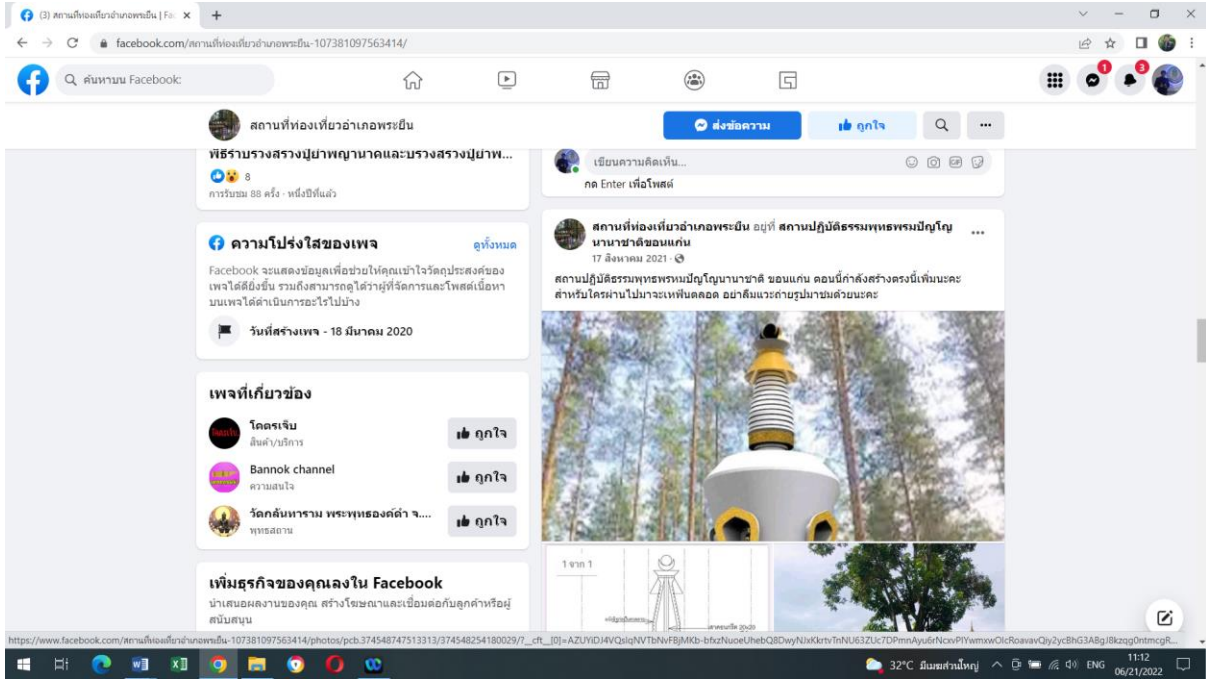 (3) สถานที่ท่องเที่ยวอำเภอพระยืน | Fac
facebook.com/สถานที่ท่องเที่ยวอำเภอพระยืน-107381097563414/
ค้นหาบน Facebook
1
3
สถานที่ท่องเที่ยวอำเภอพระยืน
ส่งข้อความ
ถูกใจ
พิธีรำบรวงสรวงปู่ย่าพญานาคและบรวงสรวงปู่ย่าพ...
8
การรับชม 88 ครั้ง · หนึ่งปีที่แล้ว
ความโปร่งใสของเพจ
ดูทั้งหมด
Facebook จะแสดงข้อมูลเพื่อช่วยให้คุณเข้าใจวัตถุประสงค์ของ
เพจได้ดียิ่งขึ้น รวมถึงสามารถดูได้ว่าผู้ที่จัดการและโพสต์เนื้อหา
บนเพจได้ดำเนินการอะไรไปบ้าง
วันที่สร้างเพจ - 18 มีนาคม 2020
เพจที่เกี่ยวข้อง
โคตรเจ็บ
สินค้า/บริการ
ถูกใจ
Bannok channel
ความสนใจ
ถูกใจ
วัดกลันทาราม พระพุทธองค์ดำ จ....
พุทธสถาน
ถูกใจ
เพิ่มธุรกิจของคุณลงใน Facebook
นำเสนอผลงานของคุณ สร้างโฆษณาและเชื่อมต่อกับลูกค้าหรือผู้
สนับสนุน
เขียนความคิดเห็น...
GIF
กด Enter เพื่อโพสต์
สถานที่ท่องเที่ยวอำเภอพระยืน อยู่ที่ สถานปฏิบัติธรรมพุทธพรมปัญโญ
นานาชาติขอนแก่น
17 สิงหาคม 2021
สถานปฏิบัติธรรมพุทธพรหมปัญโญนานาชาติ ขอนแก่น ตอนนี้กำลังสร้างตรงนี้เพิ่มนะคะ
สำหรับใครผ่านไปมาจะเห็นตลอด อย่าลืมแวะถ่ายรูปมาชมด้วยนะคะ
1 จาก 1
32°C มีเมฆส่วนใหญ่
ENG
11:12
06/21/2022